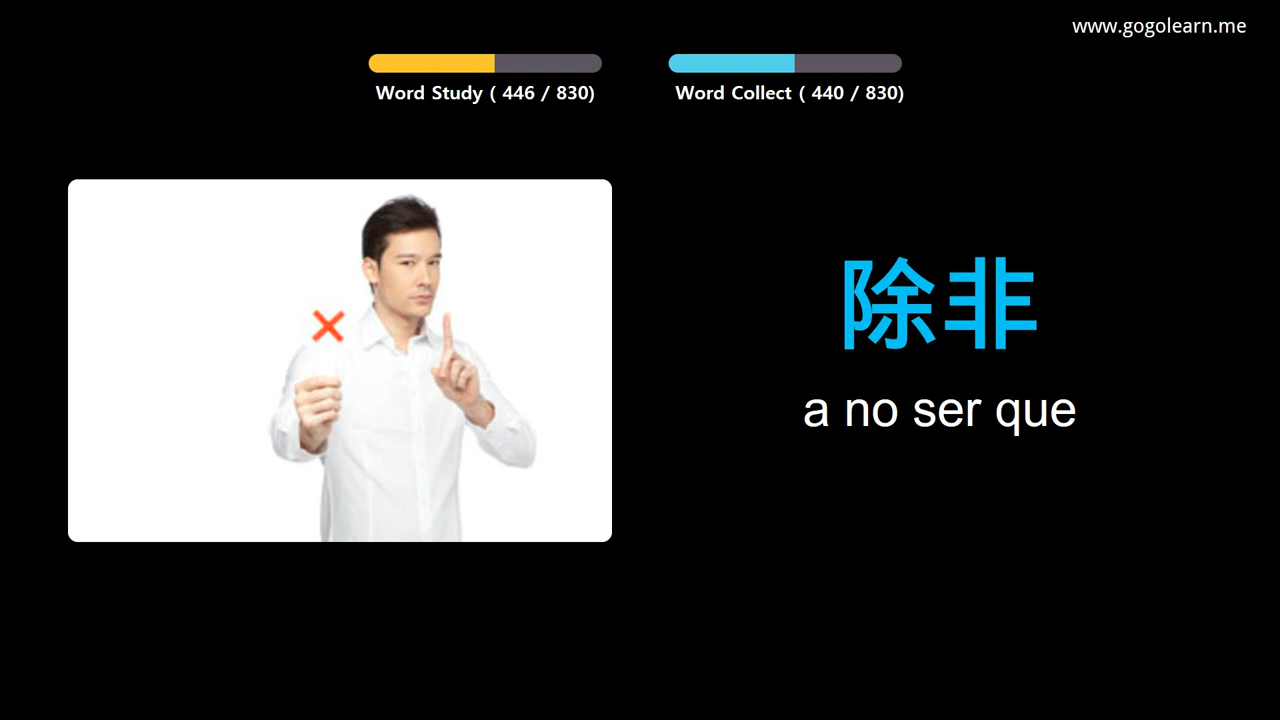 www.gogolearn.me
Word Study ( 446 / 830)
Word Collect ( 440 / 830)
除非
a no ser que